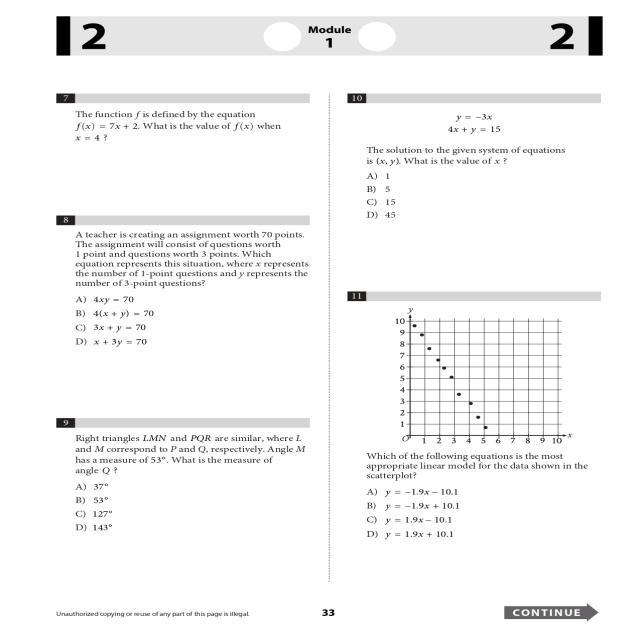 2
Module
1
2
7
The function f is defined by the equation
f(x) = 7x + 2. What is the value of f(x) when
x = 4 ?
8
A teacher is creating an assignment worth 70 points.
The assignment will consist of questions worth
1 point and questions worth 3 points. Which
equation represents this situation, where x represents
the number of 1-point questions and y represents the
number of 3-point questions?
A) 4xy = 70
B) 4(x + y) = 70
C) 3x + y = 70
D) x + 3y = 70
9
Right triangles LMN and PQR are similar, where L
and M correspond to P and Q, respectively. Angle M
has a measure of 53°. What is the measure of
angle Q ?
A) 37°
B) 53°
C) 127°
D) 143°
10
y = −3x
4x + y = 15
The solution to the given system of equations
is (x, y). What is the value of x ?
A) 1
B) 5
C) 15
D) 45
11
y
10
9
8
7
6
5
4
3
2
1
O 1 2 3 4 5 6 7 8 9 10 x
Which of the following equations is the most
appropriate linear model for the data shown in the
scatterplot?
A) y = −1.9x − 10.1
B) y = −1.9x + 10.1
C) y = 1.9x − 10.1
D) y = 1.9x + 10.1
Unauthorized copying or reuse of any part of this page is illegal.
33
CONTINUE